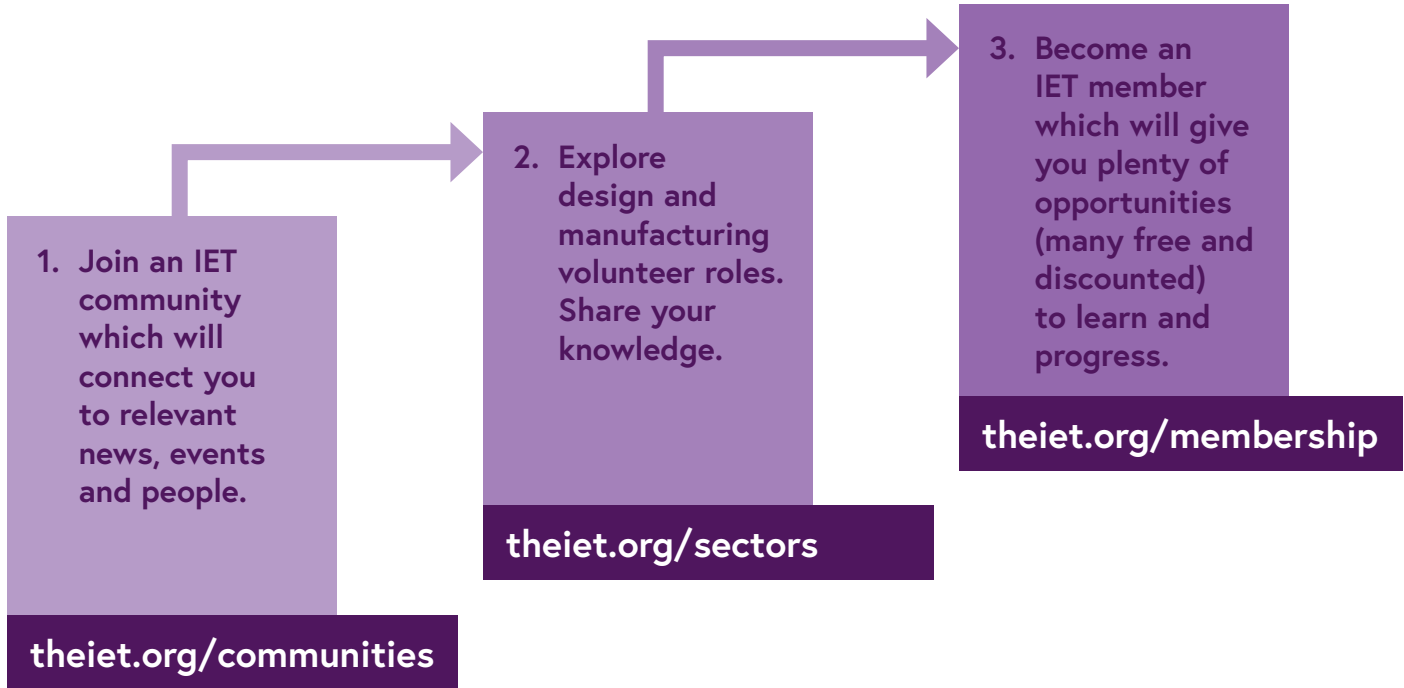 1. Join an IET
community
which will
connect you
to relevant
news, events
and people.
theiet.org/communities
2. Explore
design and
manufacturing
volunteer roles.
Share your
knowledge.
theiet.org/sectors
3. Become an
IET member
which will give
you plenty of
opportunities
(many free and
discounted)
to learn and
progress.
theiet.org/membership